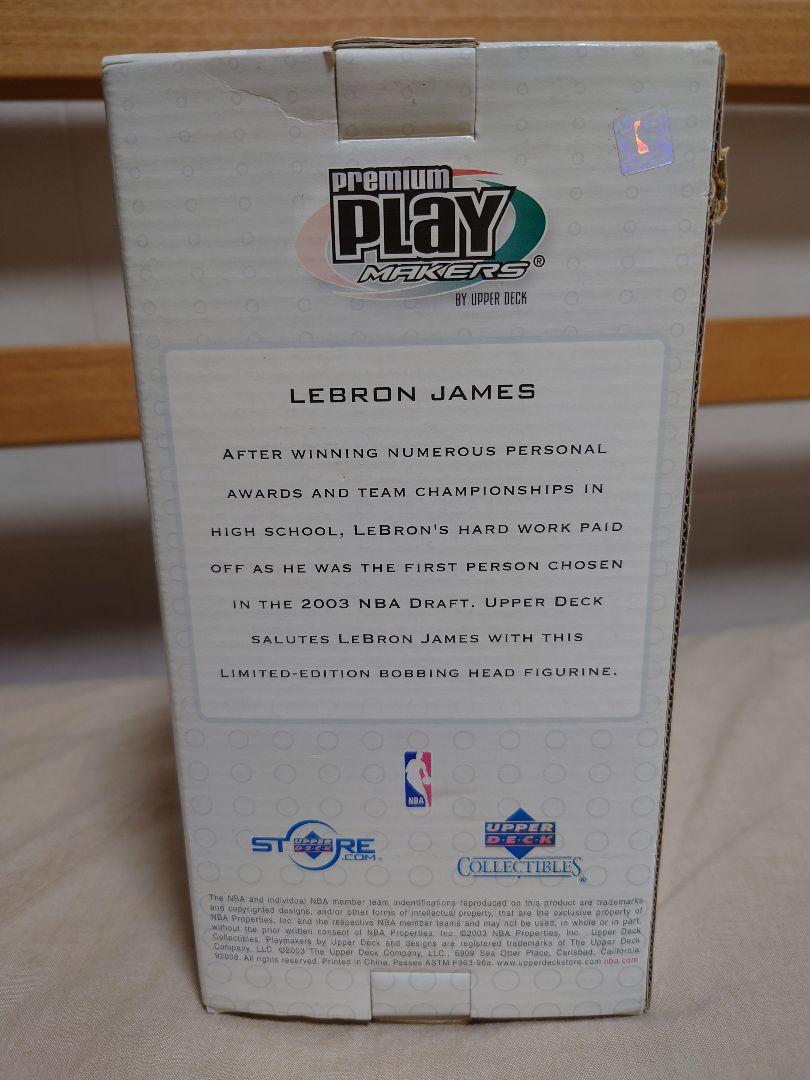 premium
PLay
MAKERS®
BY UPPER DECK
LEBRON JAMES
AFTER WINNING NUMEROUS PERSONAL
AWARDS AND TEAM CHAMPIONSHIPS IN
HIGH SCHOOL, LEBRON'S HARD WORK PAID
OFF AS HE WAS THE FIRST PERSON CHOSEN
IN THE 2003 NBA DRAFT. UPPER DECK
SALUTES LEBRON JAMES WITH THIS
LIMITED-EDITION BOBBING HEAD FIGURINE.
NBA
UPPER DECK STORE.COM
UPPER
D·E·C·K
COLLECTIBLES®
The NBA and individual NBA member team indentifications reproduced on this product are trademarks
and copyrighted designs, and/or other forms of intellectual property, that are the exclusive property of
NBA Properties, Inc. and the respective NBA member teams and may not be used, in whole or in part,
without the prior written consent of NBA Properties, Inc. ©2003 NBA Properties, Inc. Upper Deck
Collectibles, Playmakers by Upper Deck and designs are registered trademarks of The Upper Deck
Company, LLC. ©2003 The Upper Deck Company, LLC., 5909 Sea Otter Place, Carlsbad, California
92008. All rights reserved. Printed in China. Passes ASTM F963-96a. www.upperdeckstore.com nba.com